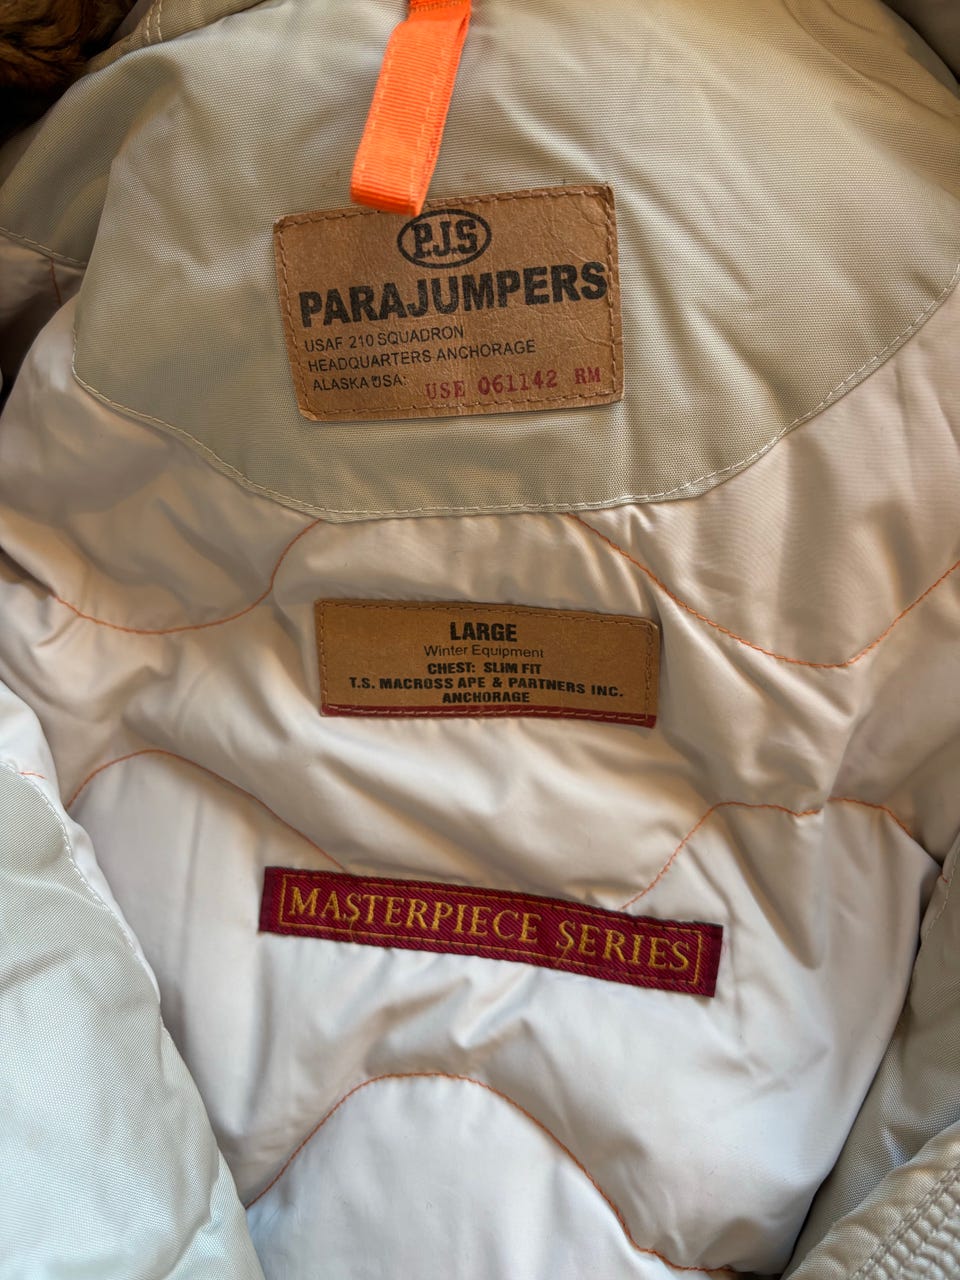 P.J.S
PARAJUMPERS
USAF 210 SQUADRON
HEADQUARTERS ANCHORAGE
ALASKA USA: USE 061142 RM
LARGE
Winter Equipment
CHEST: SLIM FIT
T.S. MACROSS APE & PARTNERS INC.
ANCHORAGE
MASTERPIECE SERIES